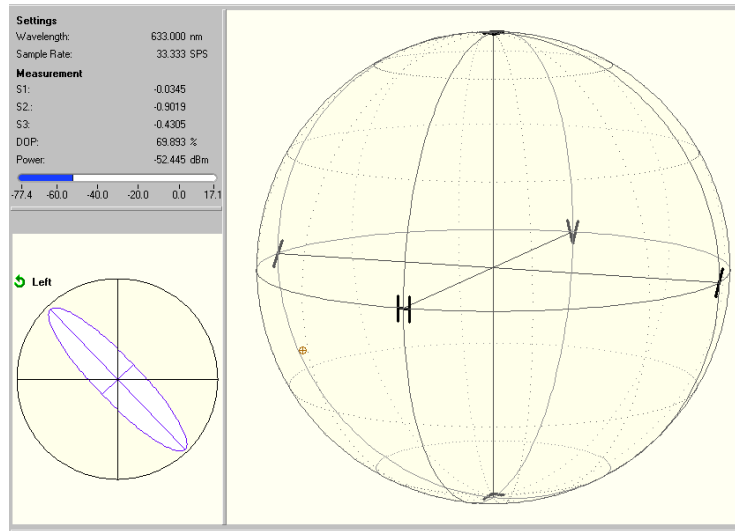 Settings
Wavelength: 633.000 nm
Sample Rate: 33.333 SPS
Measurement
S1: -0.0345
S2.: -0.9019
S3: -0.4305
DOP: 69.893 %
Power: -52.445 dBm
-77.4 -60.0 -40.0 -20.0 0.0 17.1
Left
V
H